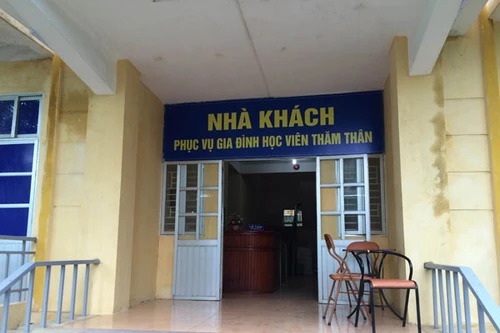 NHÀ KHÁCH
PHỤC VỤ GIA ĐÌNH HỌC VIÊN THĂM THÂN